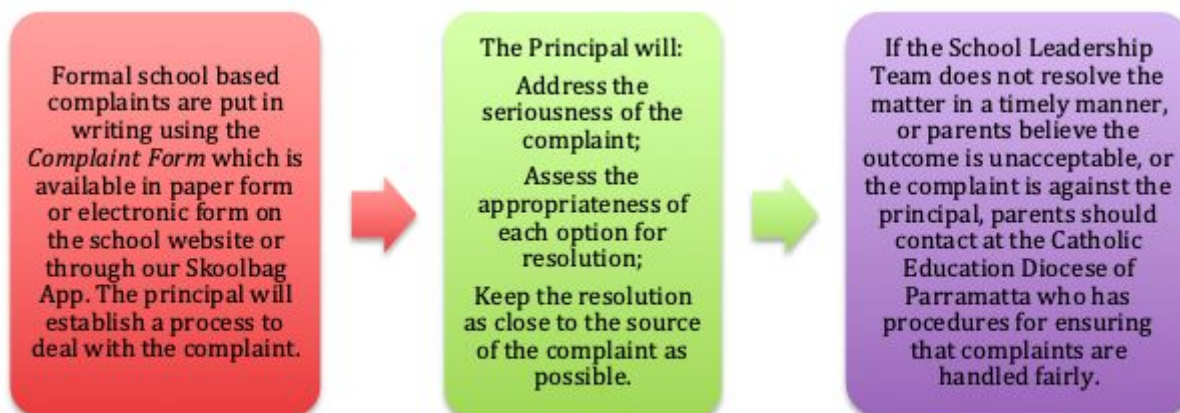 Formal school based
complaints are put in
writing using the
Complaint Form which is
available in paper form
or electronic form on
the school website or
through our Skoolbag
App. The principal will
establish a process to
deal with the complaint.
The Principal will:
Address the
seriousness of the
complaint;
Assess the
appropriateness of
each option for
resolution;
Keep the resolution
as close to the source
of the complaint as
possible.
If the School Leadership
Team does not resolve the
matter in a timely manner,
or parents believe the
outcome is unacceptable, or
the complaint is against the
principal, parents should
contact at the Catholic
Education Diocese of
Parramatta who has
procedures for ensuring
that complaints are
handled fairly.